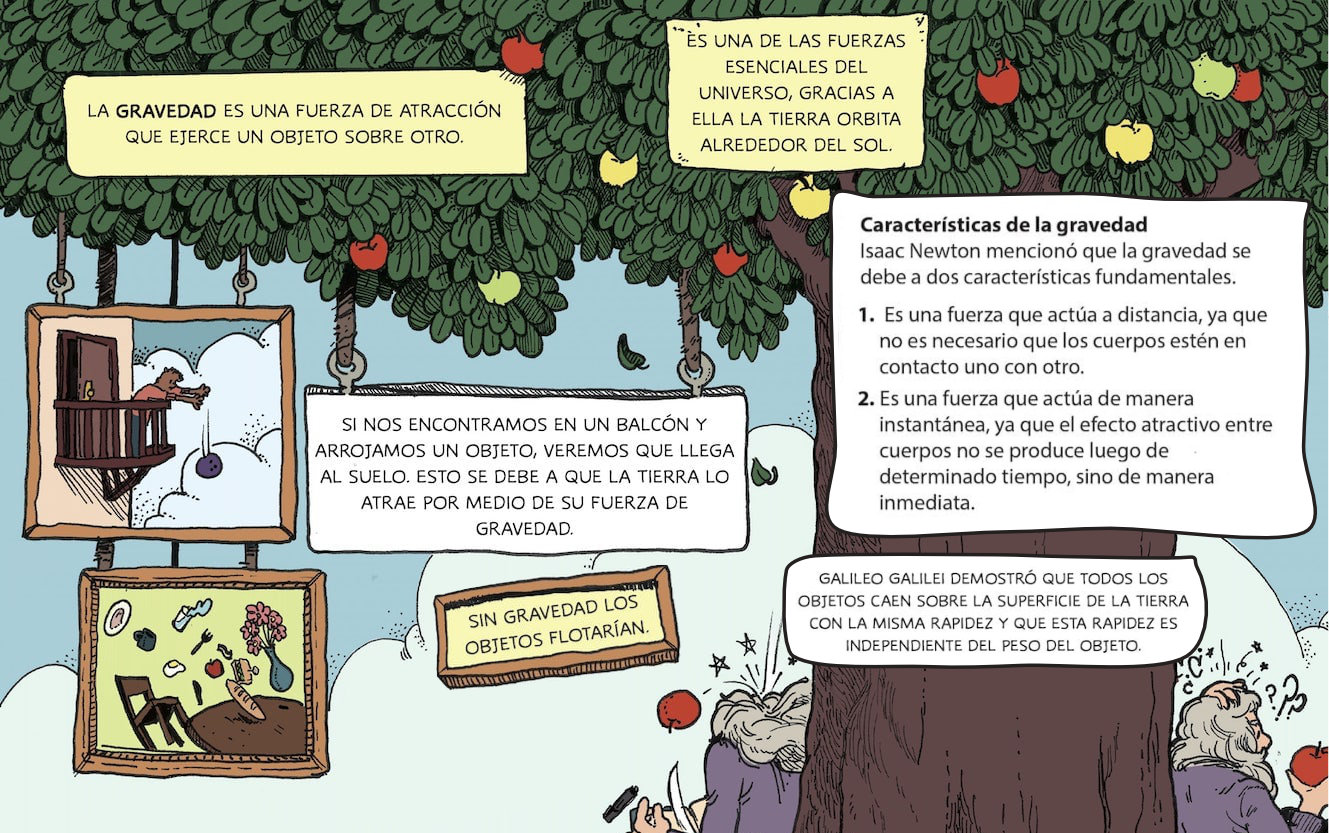 LA GRAVEDAD ES UNA FUERZA DE ATRACCIÓN
QUE EJERCE UN OBJETO SOBRE OTRO.
ES UNA DE LAS FUERZAS
ESENCIALES DEL
UNIVERSO, GRACIAS A
ELLA LA TIERRA ORBITA
ALREDEDOR DEL SOL.
Características de la gravedad
Isaac Newton mencionó que la gravedad se
debe a dos características fundamentales.
1. Es una fuerza que actúa a distancia, ya que
no es necesario que los cuerpos estén en
contacto uno con otro.
2. Es una fuerza que actúa de manera
instantánea, ya que el efecto atractivo entre
cuerpos no se produce luego de
determinado tiempo, sino de manera
inmediata.
SI NOS ENCONTRAMOS EN UN BALCÓN Y
ARROJAMOS UN OBJETO, VEREMOS QUE LLEGA
AL SUELO. ESTO SE DEBE A QUE LA TIERRA LO
ATRAE POR MEDIO DE SU FUERZA DE
GRAVEDAD.
SIN GRAVEDAD LOS
OBJETOS FLOTARÍAN.
GALILEO GALILEI DEMOSTRÓ QUE TODOS LOS
OBJETOS CAEN SOBRE LA SUPERFICIE DE LA TIERRA
CON LA MISMA RAPIDEZ Y QUE ESTA RAPIDEZ ES
INDEPENDIENTE DEL PESO DEL OBJETO.